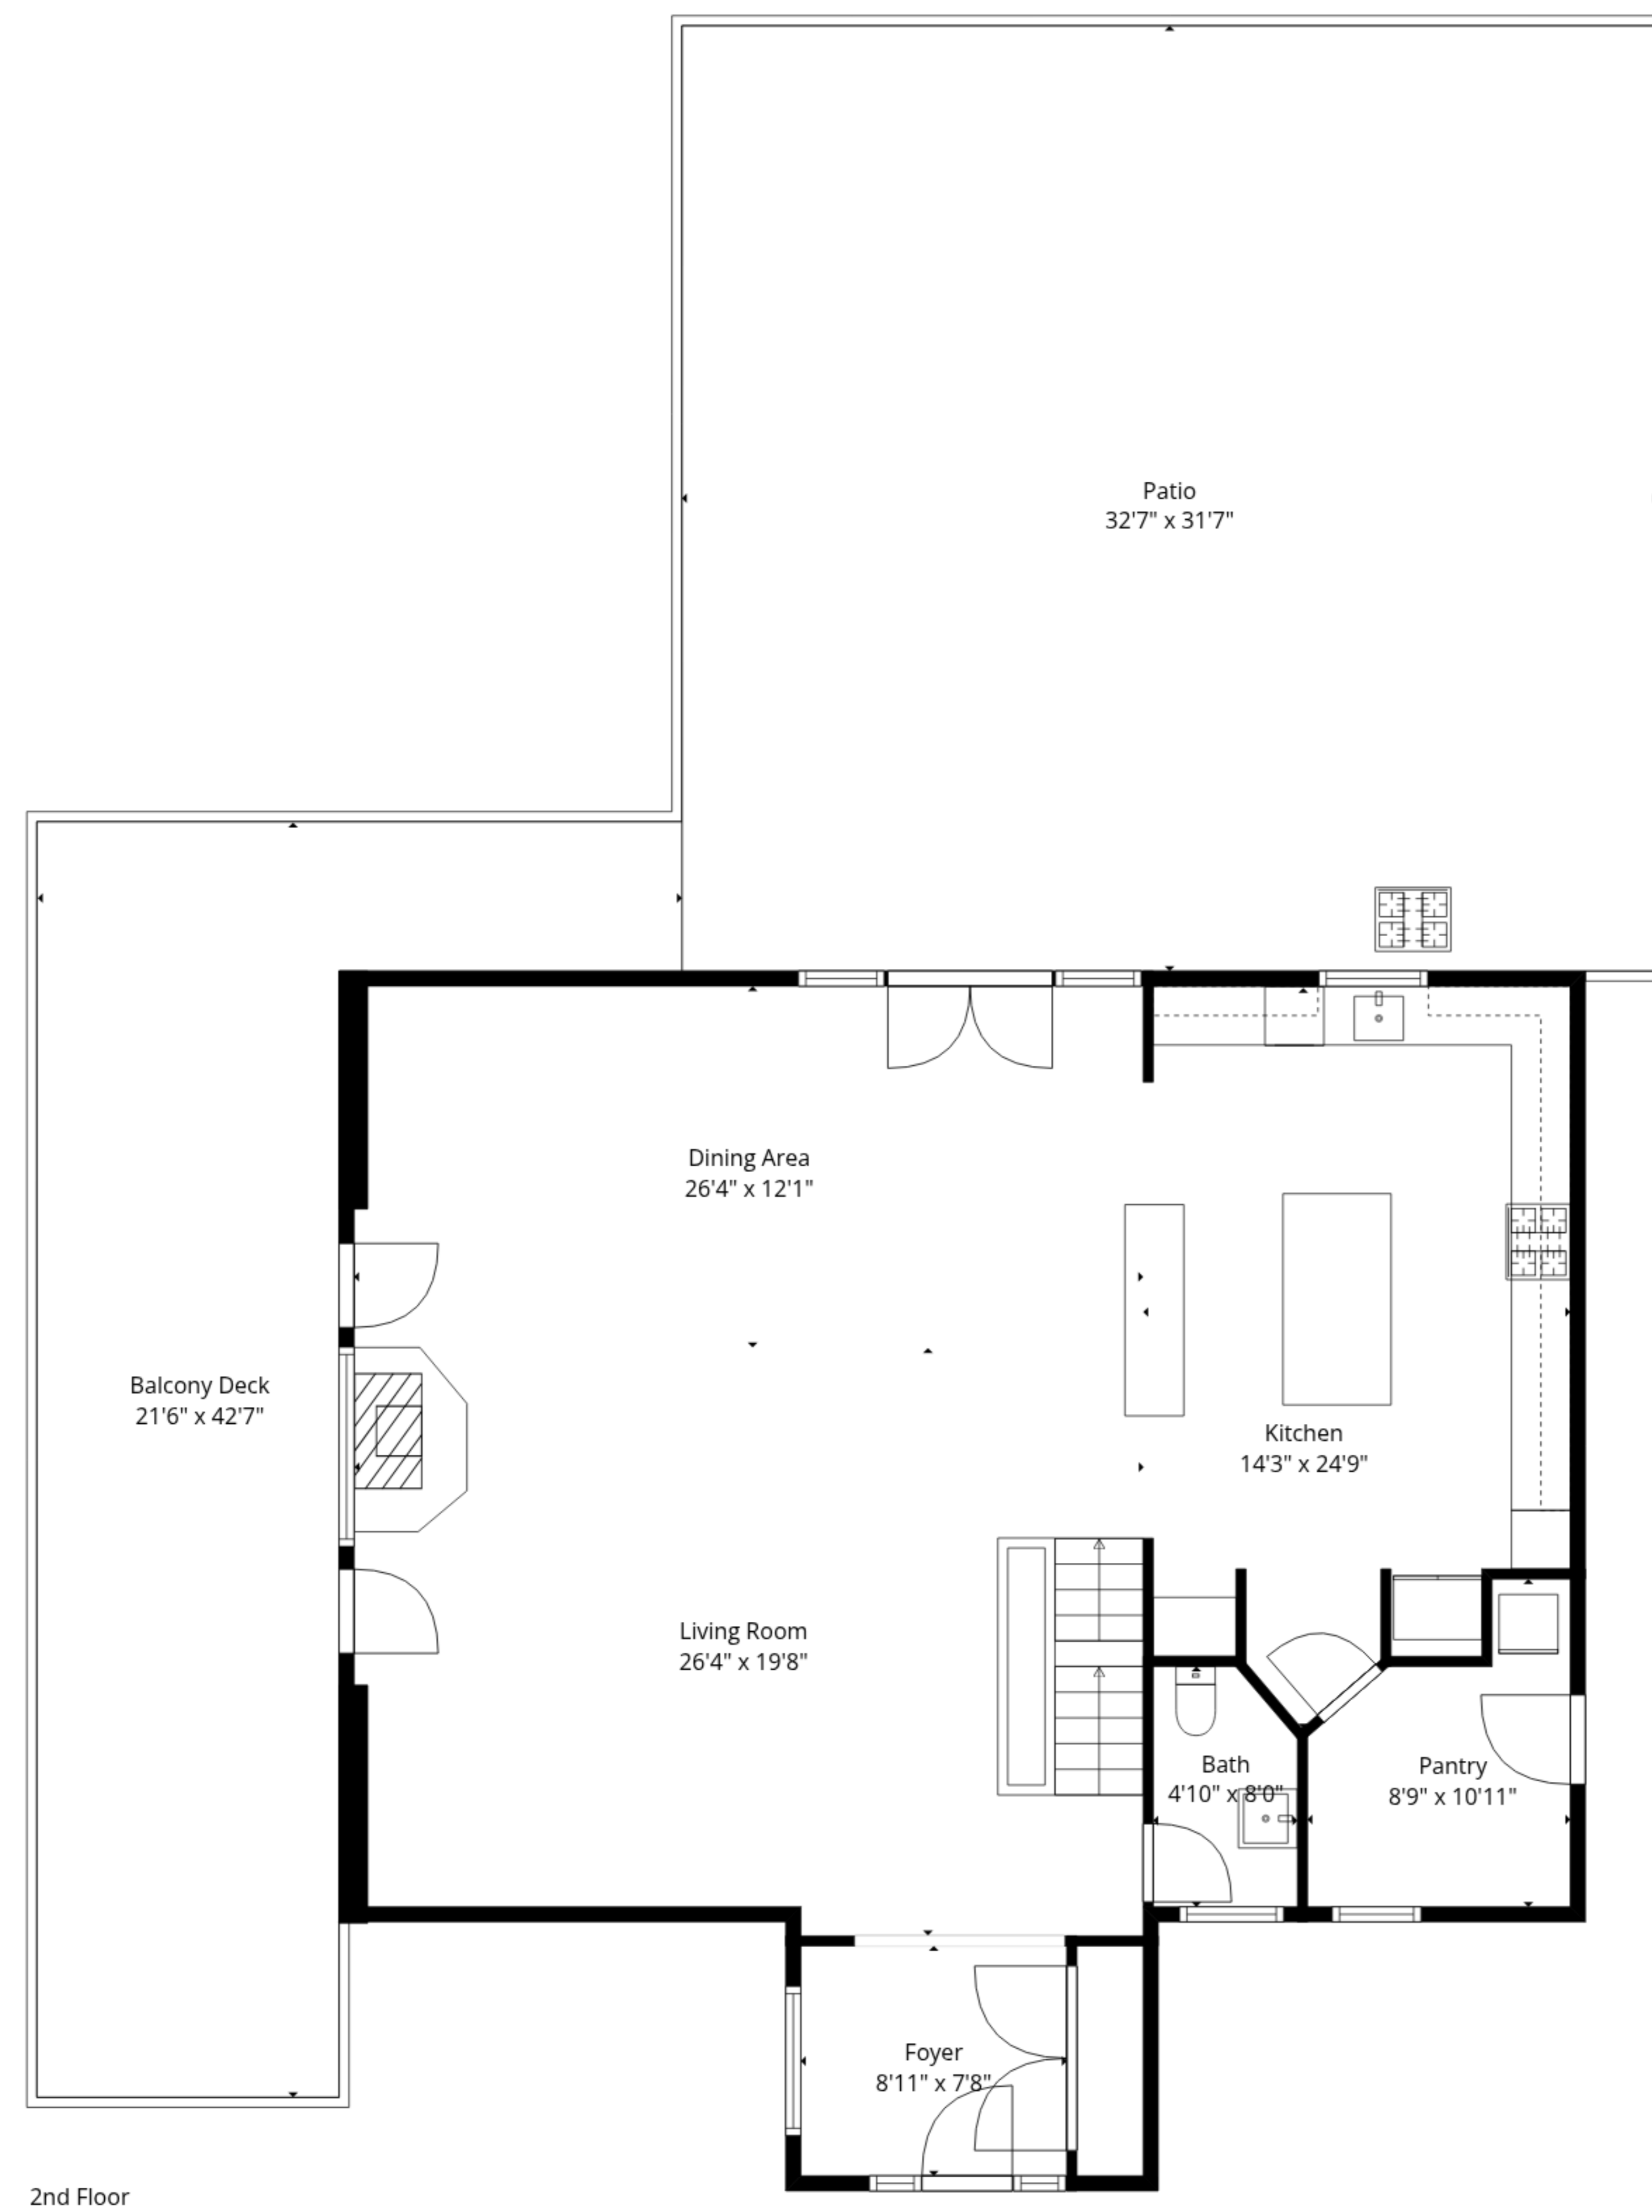 Patio
32'7" x 31'7"
Dining Area
26'4" x 12'1"
Balcony Deck
21'6" x 42'7"
Kitchen
14'3" x 24'9"
Living Room
26'4" x 19'8"
Bath
4'10" x 8'0"
Pantry
8'9" x 10'11"
Foyer
8'11" x 7'8"
2nd Floor